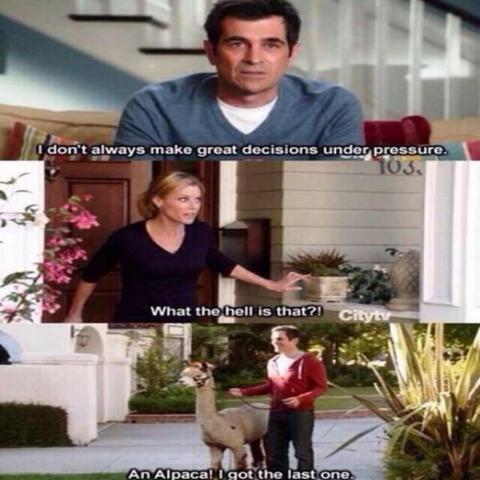 I don't always make great decisions under pressure.
103
What the hell is that?!
Citytv
An Alpaca! I got the last one.